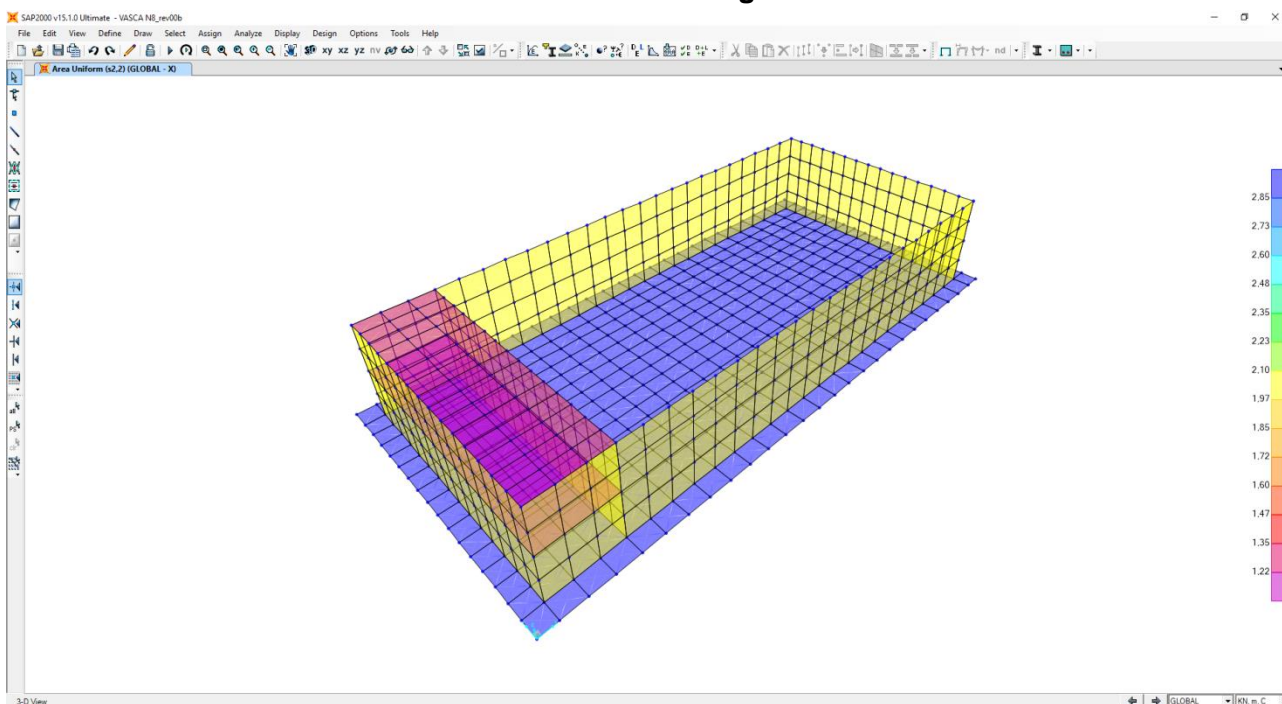 SAP2000 v15.1.0 Ultimate - VASCA N8_rev00b
File Edit View Define Draw Select Assign Analyze Display Design Options Tools Help
xy xz yz nv nd
Area Uniform (s2,2) (GLOBAL - X)
2,85
2,73
2,60
2,48
2,35
2,23
2,10
1,97
1,85
1,72
1,60
1,47
1,35
1,22
3-D View
GLOBAL
KN, m, C